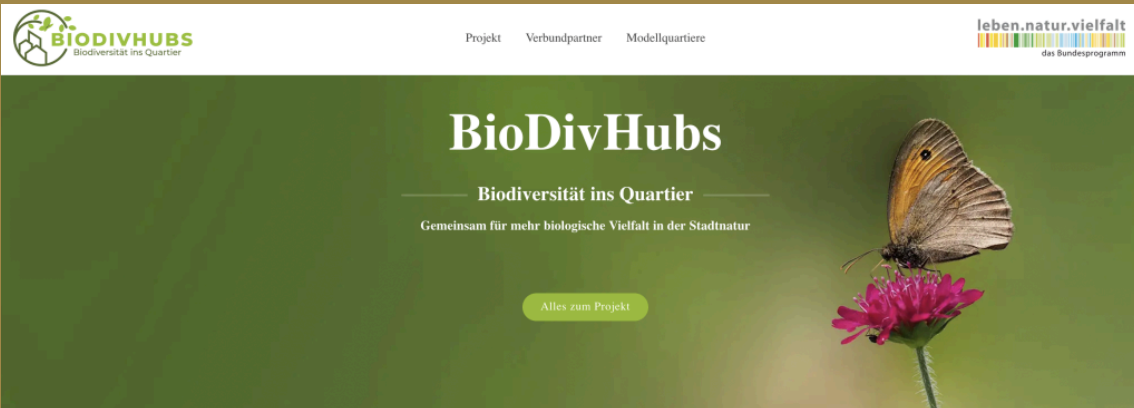 BIODIVHUBS
Biodiversität ins Quartier
Projekt Verbundpartner Modellquartiere
leben.natur.vielfalt
das Bundesprogramm
BioDivHubs
Biodiversität ins Quartier
Gemeinsam für mehr biologische Vielfalt in der Stadtnatur
Alles zum Projekt